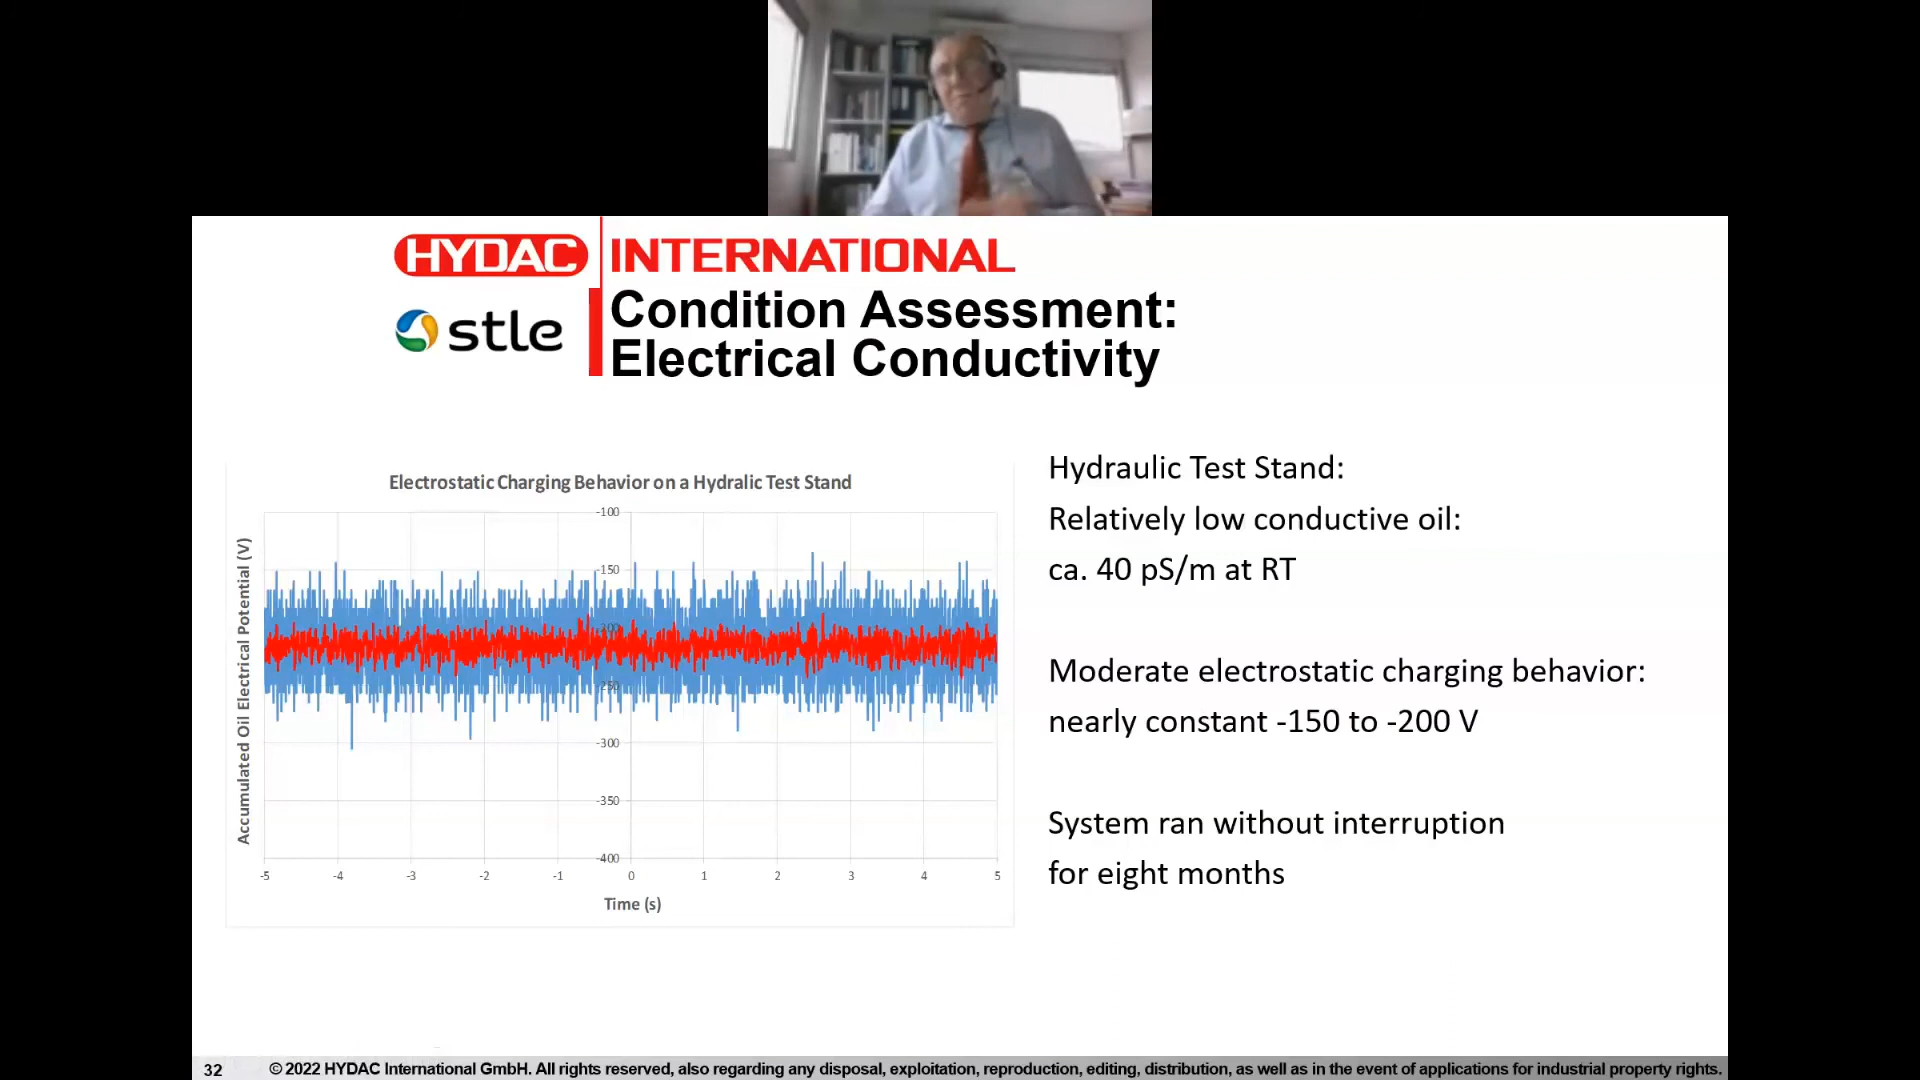 HYDAC INTERNATIONAL
stle
Condition Assessment:
Electrical Conductivity
Electrostatic Charging Behavior on a Hydralic Test Stand
Accumulated Oil Electrical Potential (V)
-100
-150
-200
-250
-300
-350
-400
-5 -4 -3 -2 -1 0 1 2 3 4 5
Time (s)
Hydraulic Test Stand:
Relatively low conductive oil:
ca. 40 pS/m at RT
Moderate electrostatic charging behavior:
nearly constant -150 to -200 V
System ran without interruption
for eight months
32 © 2022 HYDAC International GmbH. All rights reserved, also regarding any disposal, exploitation, reproduction, editing, distribution, as well as in the event of applications for industrial property rights.